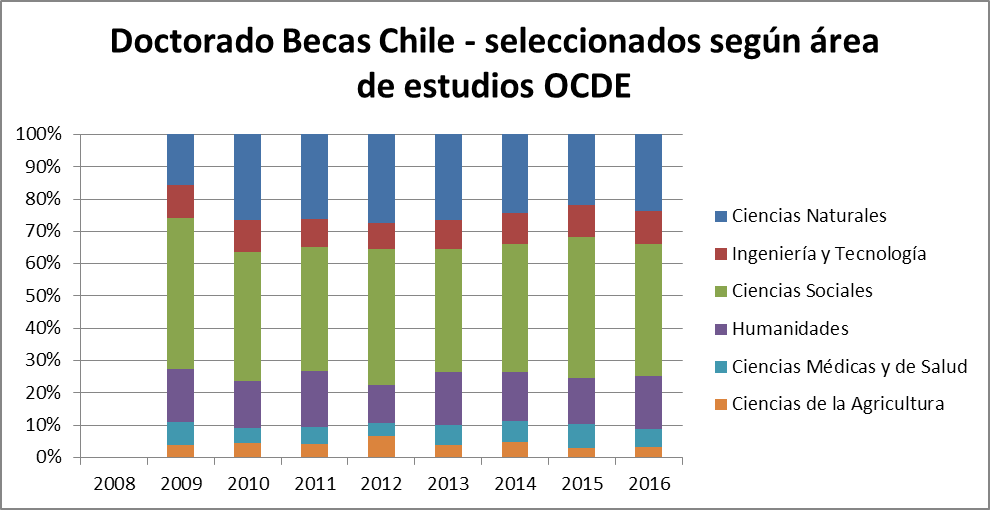 Doctorado Becas Chile - seleccionados según área
de estudios OCDE
100%
90%
80%
70%
60%
50%
40%
30%
20%
10%
0%
2008 2009 2010 2011 2012 2013 2014 2015 2016
Ciencias Naturales
Ingeniería y Tecnología
Ciencias Sociales
Humanidades
Ciencias Médicas y de Salud
Ciencias de la Agricultura